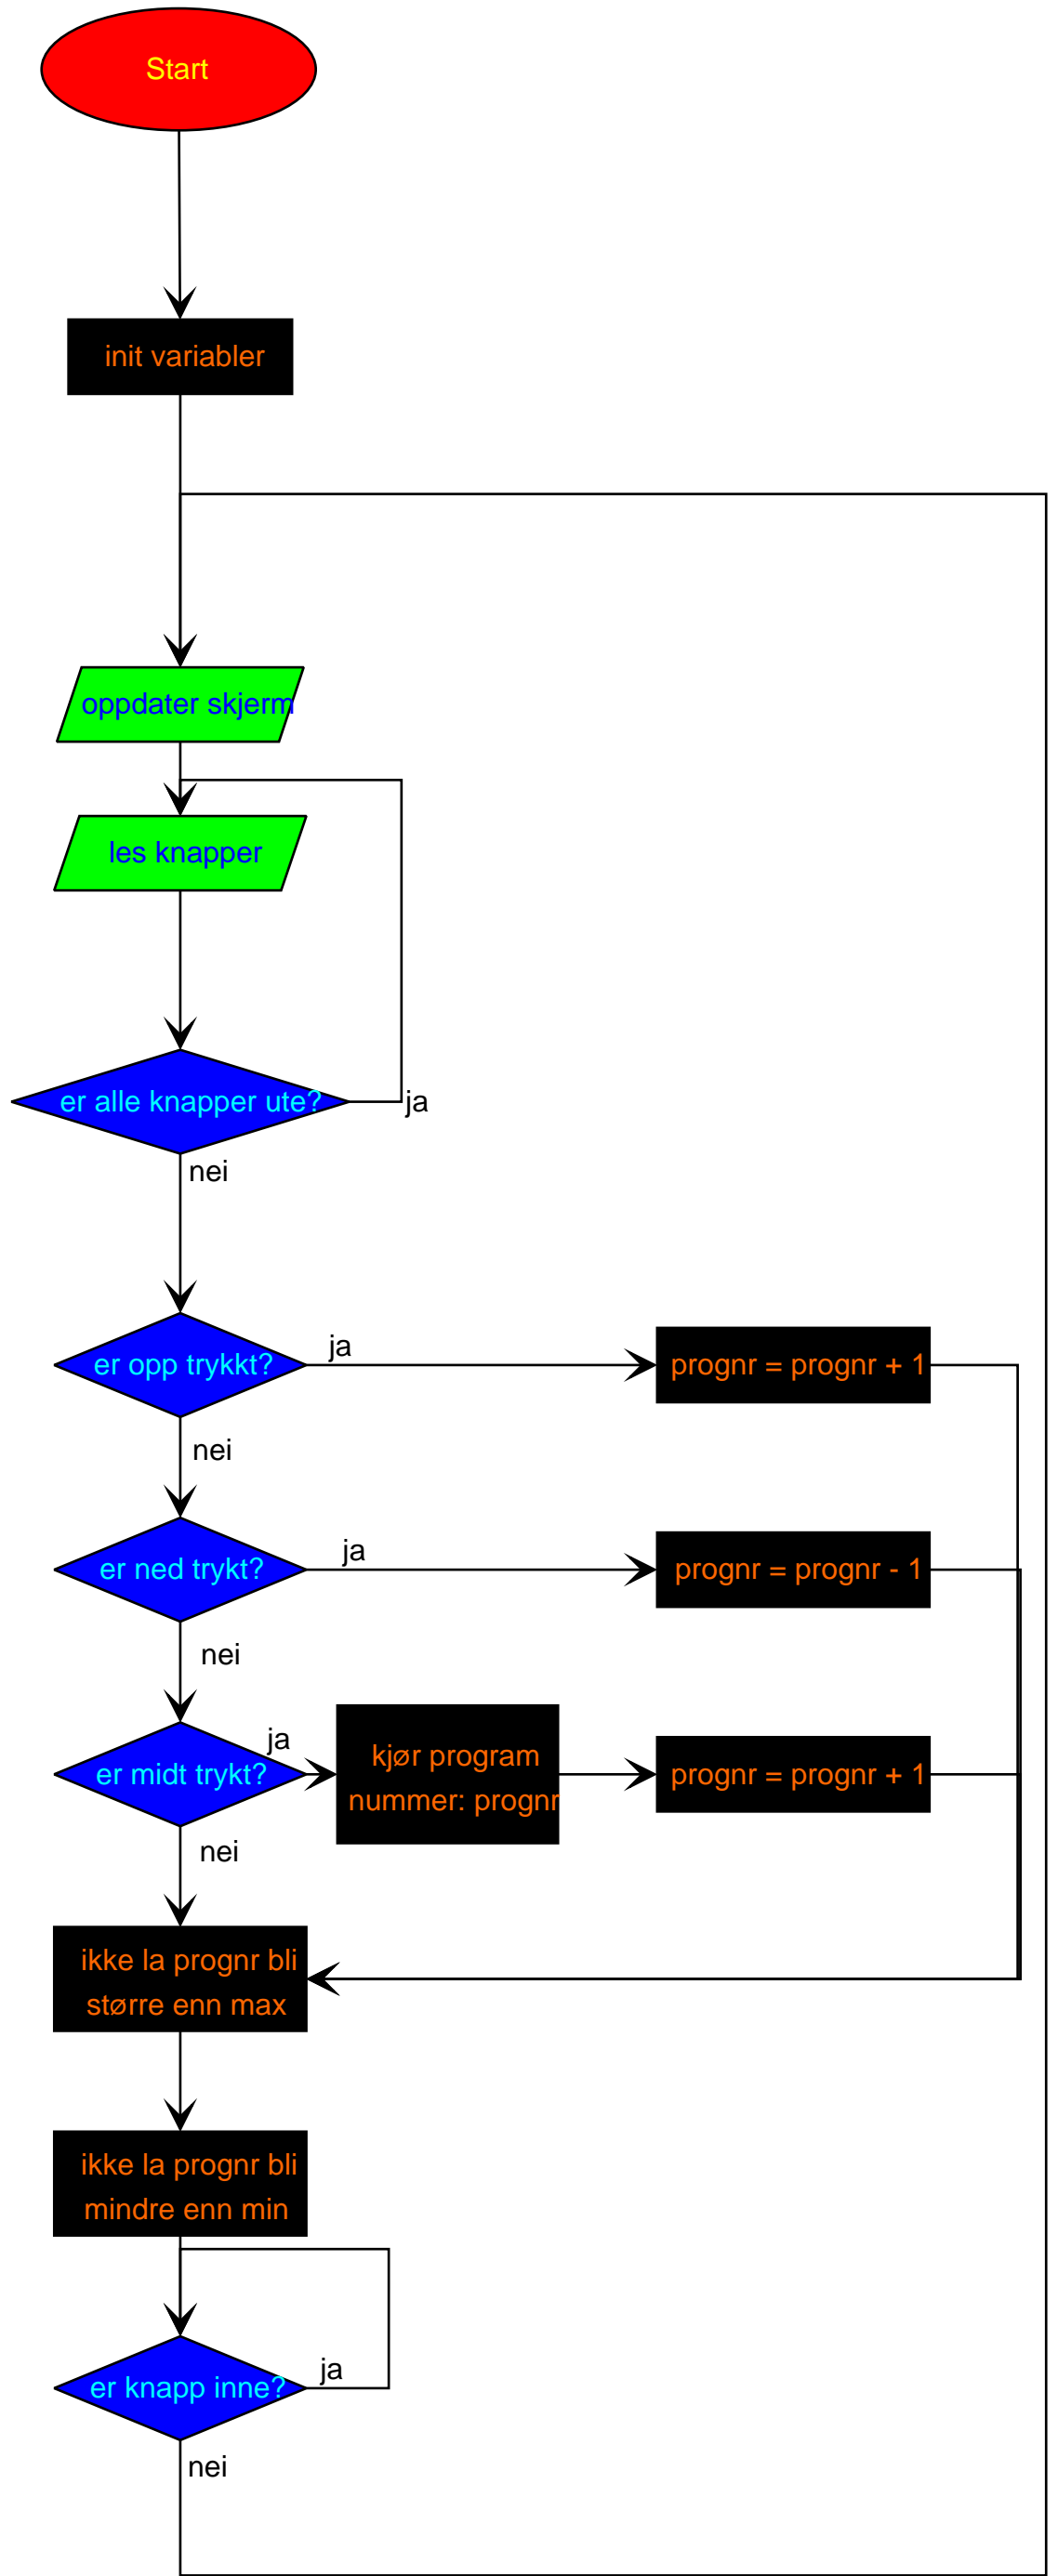 Start
init variabler
oppdater skjerm
les knapper
er alle knapper ute?
ja
nei
er opp trykkt?
ja
prognr = prognr + 1
nei
er ned trykt?
ja
prognr = prognr - 1
nei
er midt trykt?
ja
kjør program
nummer: prognr
prognr = prognr + 1
nei
ikke la prognr bli
større enn max
ikke la prognr bli
mindre enn min
er knapp inne?
ja
nei